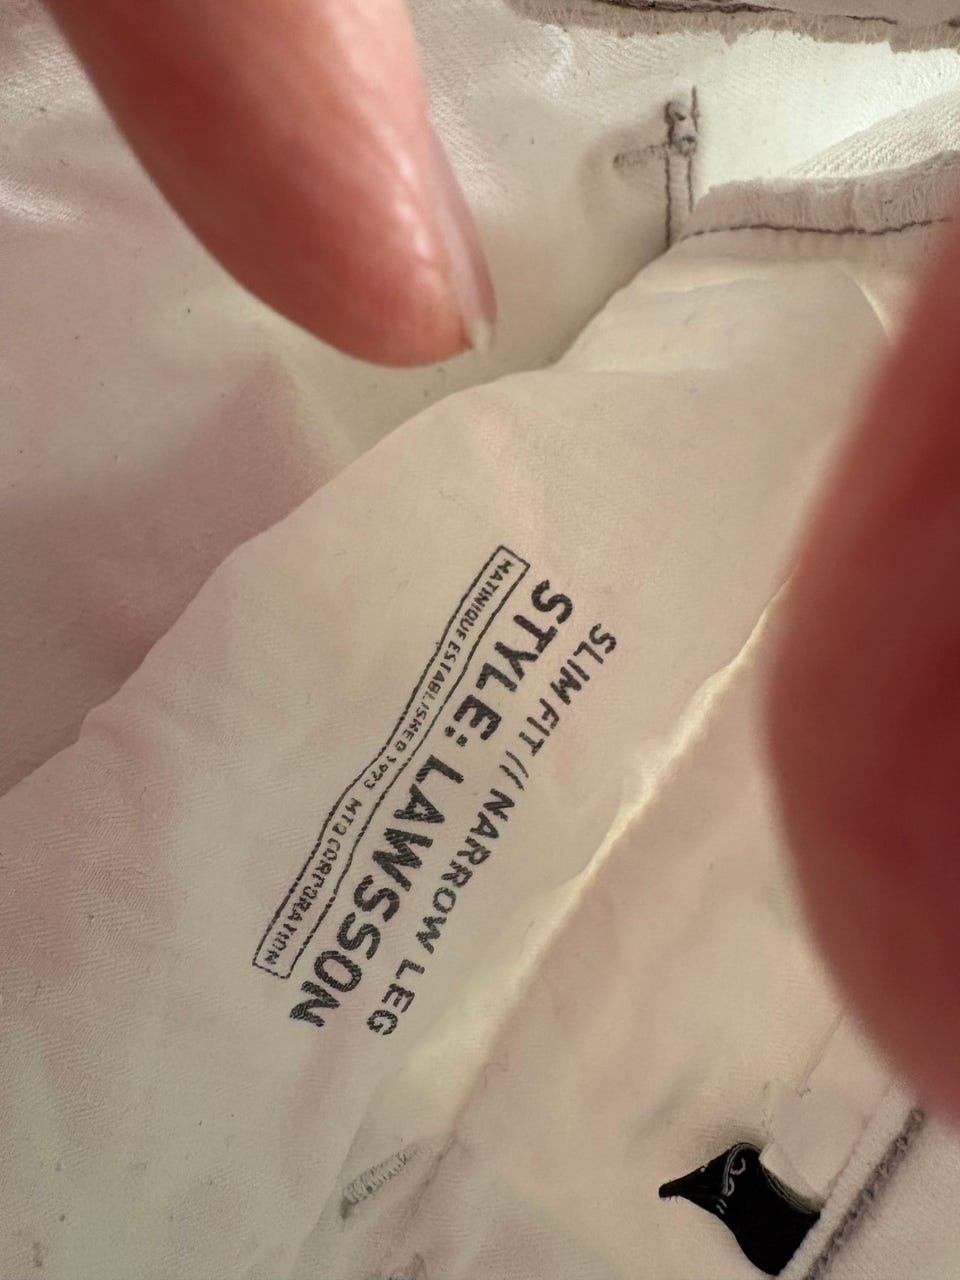 SLIM FIT // NARROW LEG
STYLE: LAWSSON
MATINIQUE ESTABLISHED 1973 MTQ CORPORATION